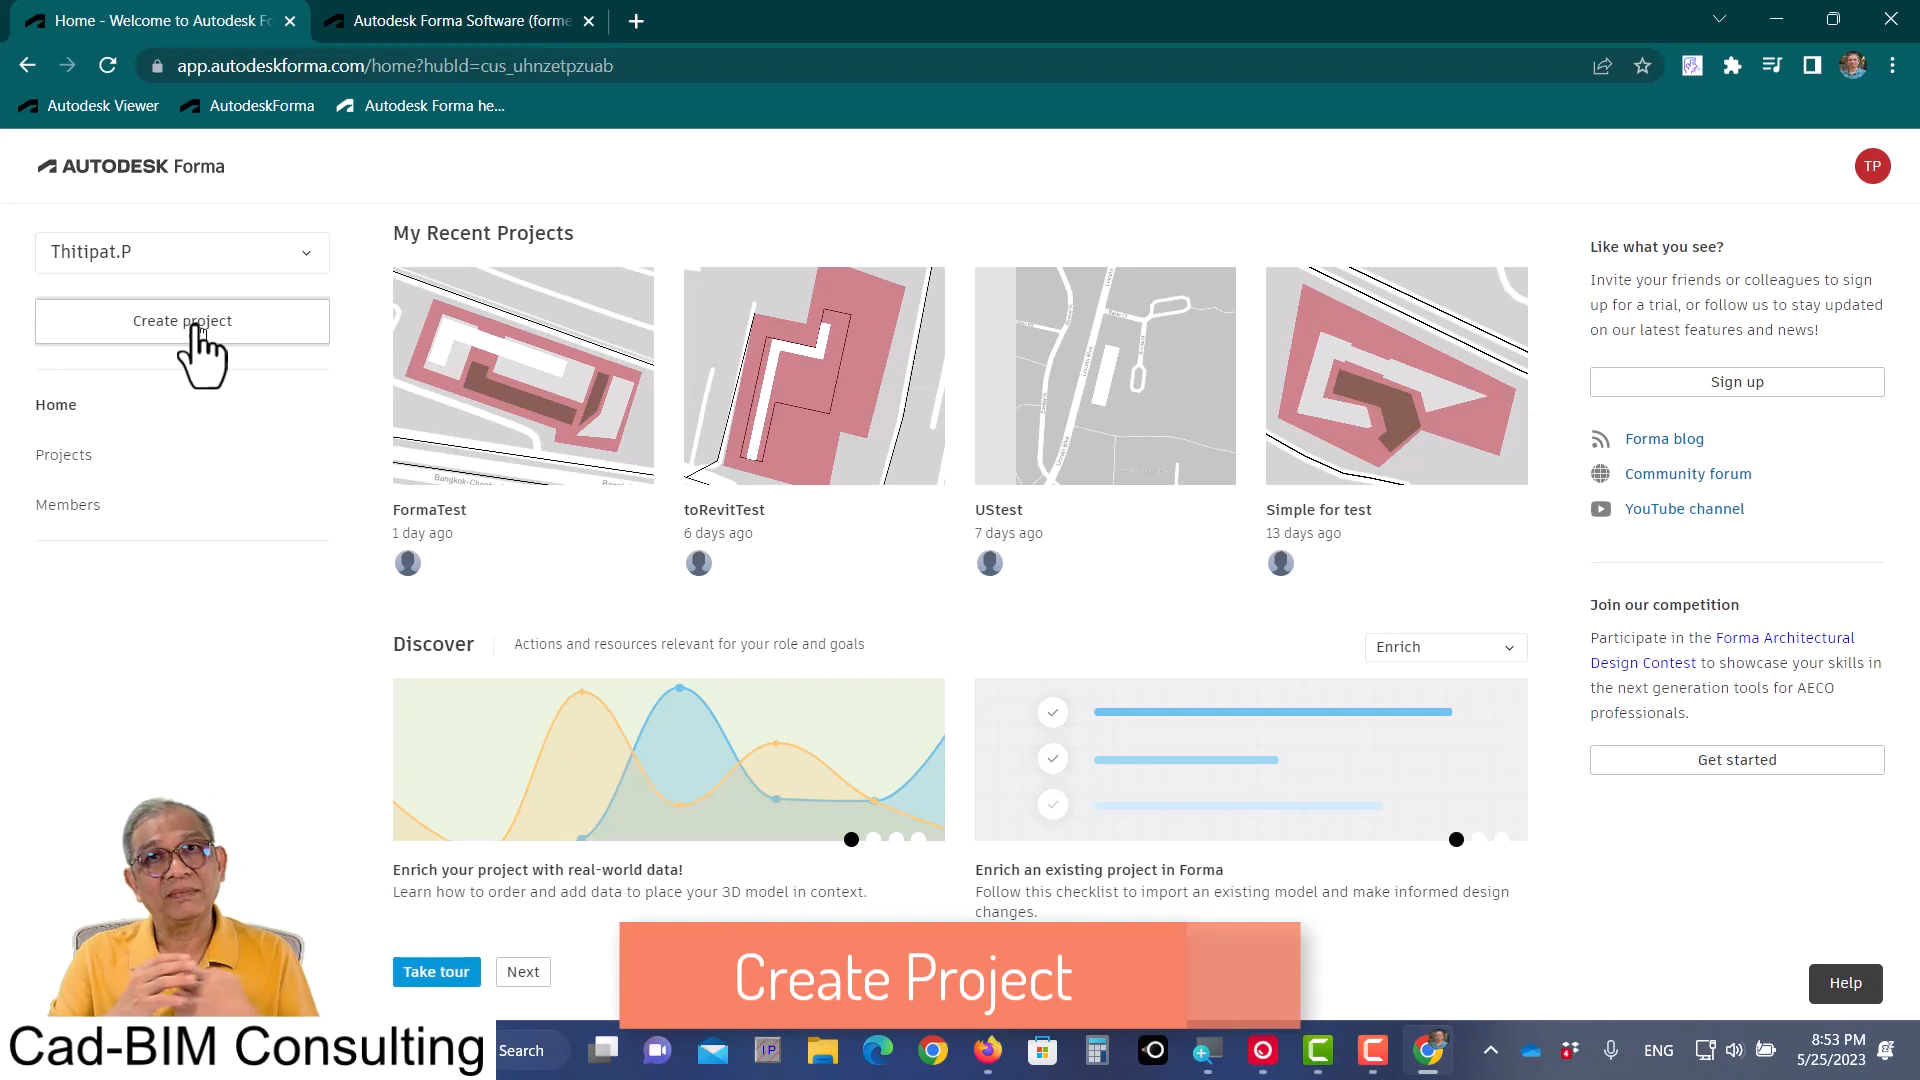 Home - Welcome to Autodesk Fo
Autodesk Forma Software (forme
app.autodeskforma.com/home?hubId=cus_uhnzetpzuab
Autodesk Viewer
AutodeskForma
Autodesk Forma he...
AUTODESK Forma
TP
Thitipat.P
Create project
Home
Projects
Members
My Recent Projects
FormaTest
1 day ago
toRevitTest
6 days ago
UStest
7 days ago
Simple for test
13 days ago
Discover
Actions and resources relevant for your role and goals
Enrich
Enrich your project with real-world data!
Learn how to order and add data to place your 3D model in context.
Enrich an existing project in Forma
Follow this checklist to import an existing model and make informed design
changes.
Take tour
Next
Like what you see?
Invite your friends or colleagues to sign
up for a trial, or follow us to stay updated
on our latest features and news!
Sign up
Forma blog
Community forum
YouTube channel
Join our competition
Participate in the Forma Architectural
Design Contest to showcase your skills in
the next generation tools for AECO
professionals.
Get started
Help
Create Project
Cad-BIM Consulting
Search
ENG
8:53 PM
5/25/2023